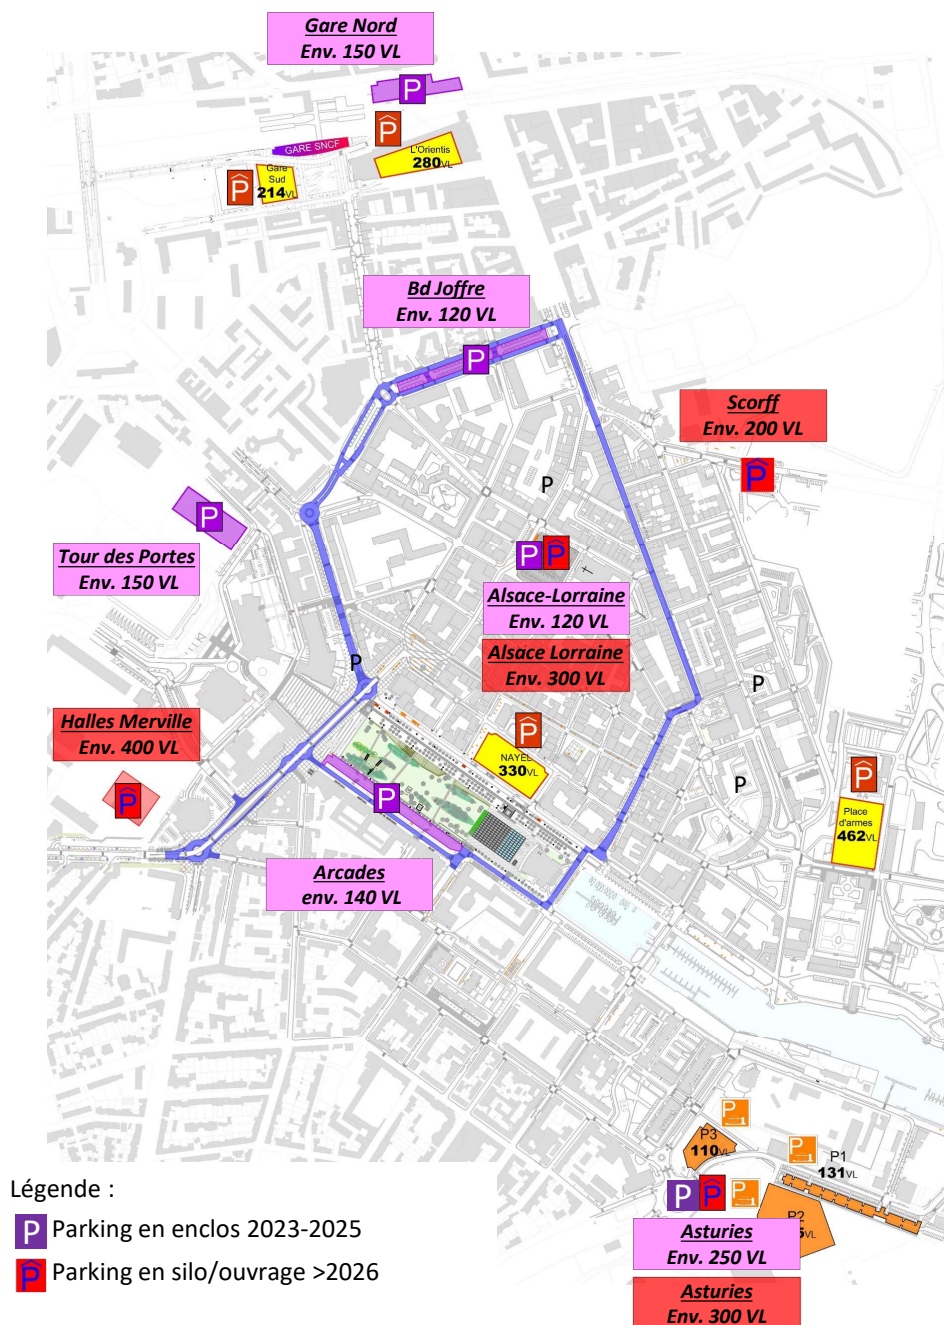 Gare Nord
Env. 150 VL
P
P
GARE SNCF
L'Orientis
280VL
Gare
Sud
P
214VL
Bd Joffre
Env. 120 VL
P
Scorff
Env. 200 VL
P
P
P
Tour des Portes
Env. 150 VL
P P
Alsace-Lorraine
Env. 120 VL
Alsace Lorraine
Env. 300 VL
P
P
Halles Merville
Env. 400 VL
P
P
NAYEL
330VL
P
P
P
Place
d'armes
462VL
Arcades
env. 140 VL
P
P3
110VL
P
P1
131VL
P P P
P2
Asturies
Env. 250 VL
Asturies
Env. 300 VL
Légende :
P Parking en enclos 2023-2025
P Parking en silo/ouvrage >2026